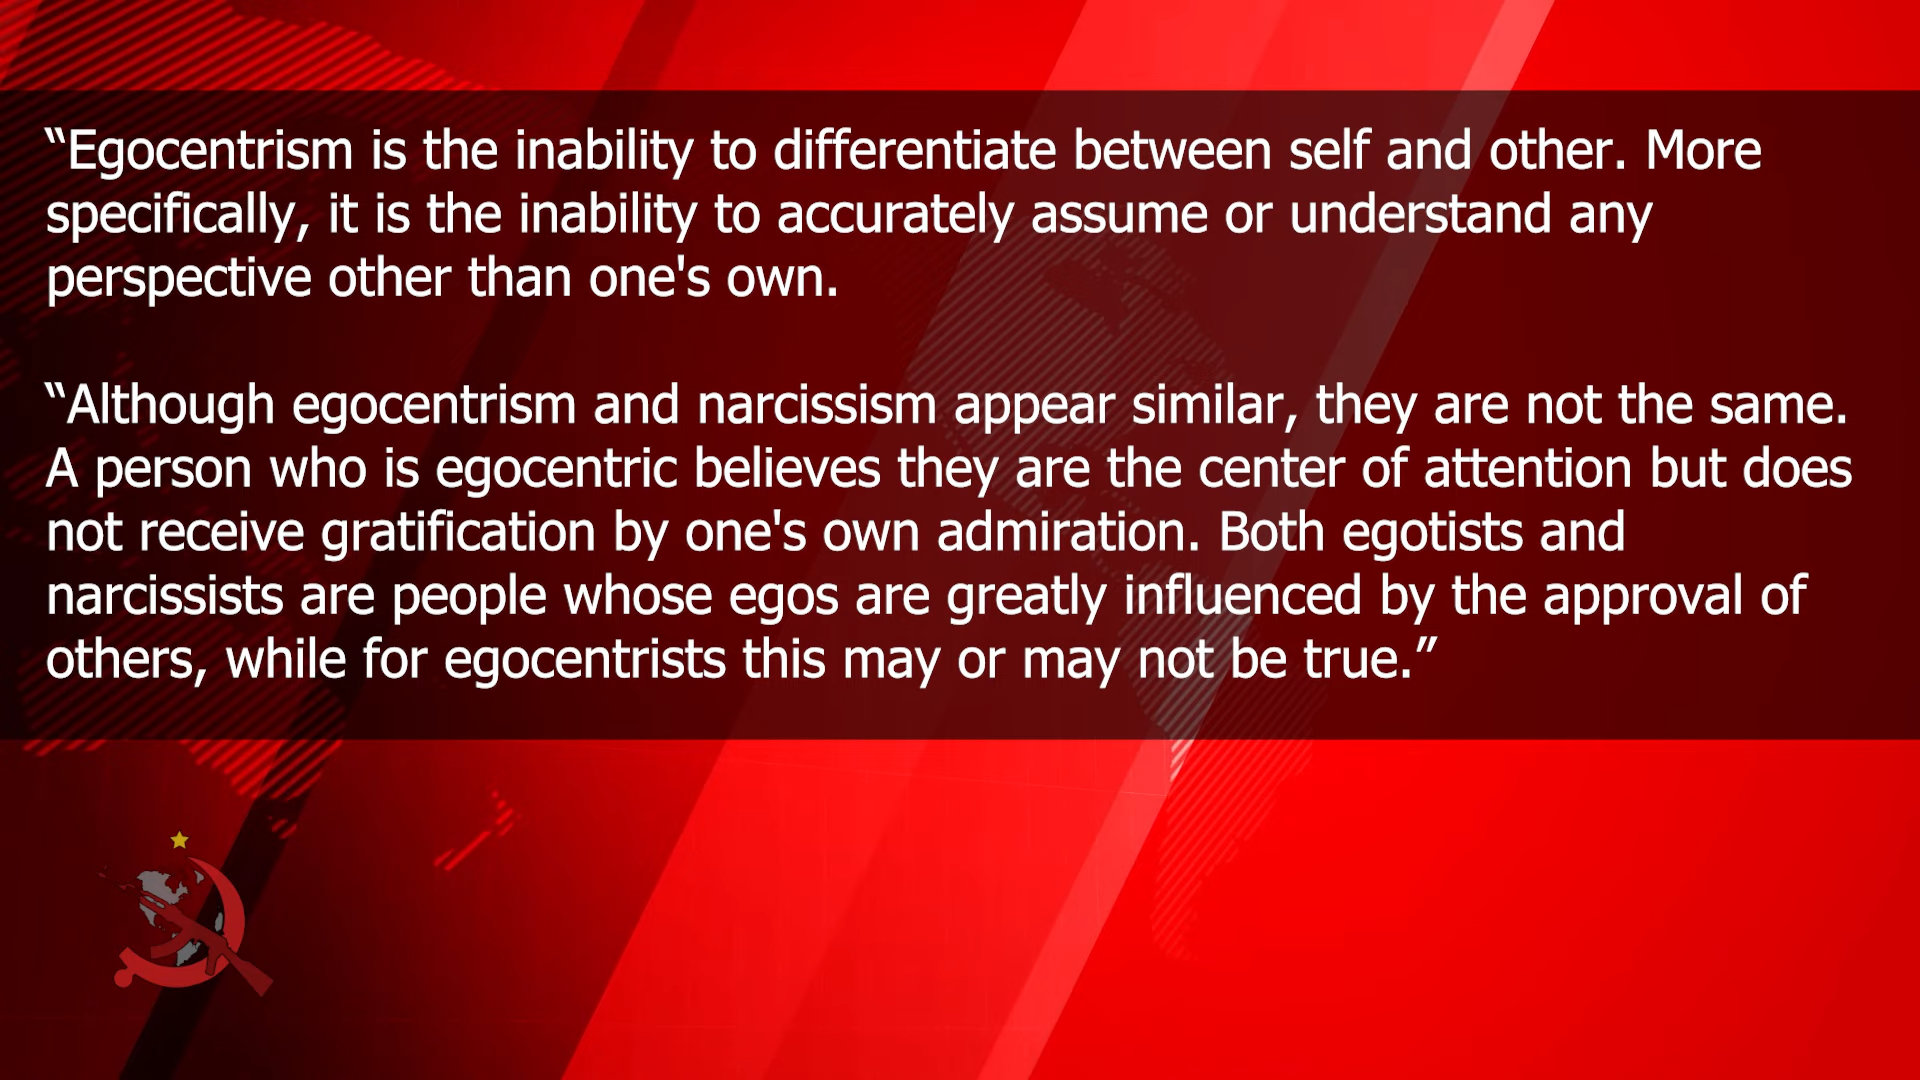 “Egocentrism is the inability to differentiate between self and other. More
specifically, it is the inability to accurately assume or understand any
perspective other than one's own.
“Although egocentrism and narcissism appear similar, they are not the same.
A person who is egocentric believes they are the center of attention but does
not receive gratification by one's own admiration. Both egotists and
narcissists are people whose egos are greatly influenced by the approval of
others, while for egocentrists this may or may not be true.”